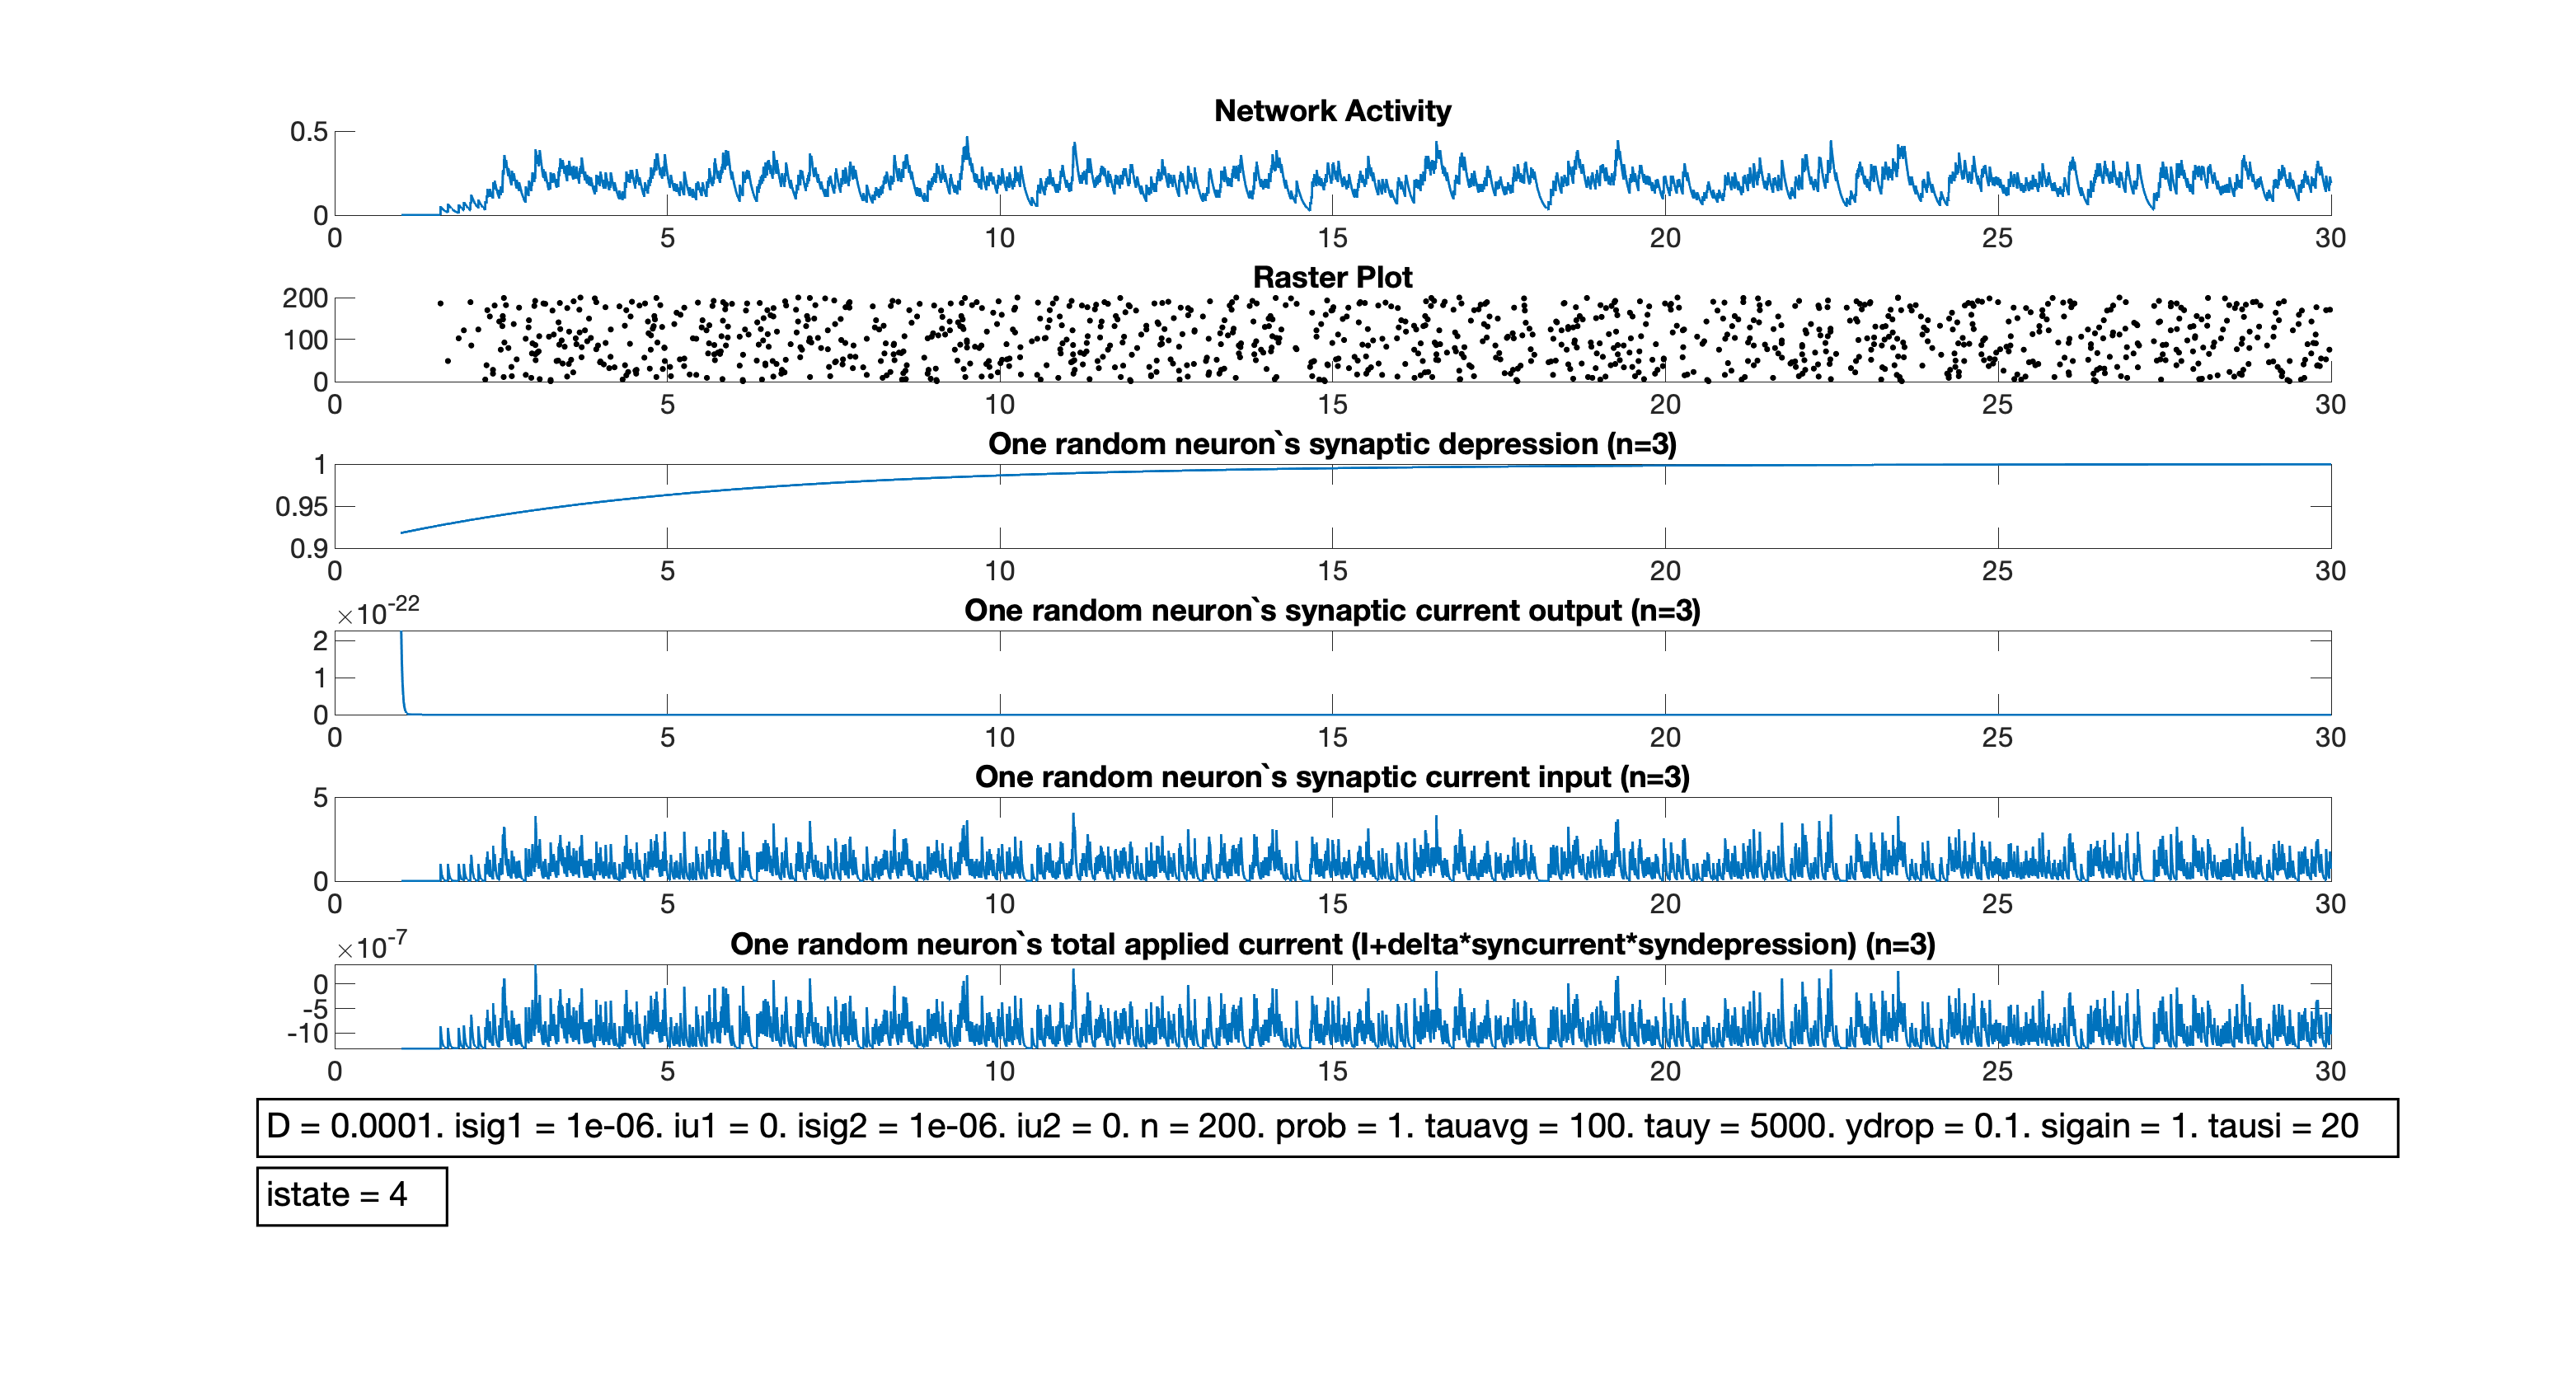 Network Activity
0.5
0
0 5 10 15 20 25 30
Raster Plot
200
100
0
0 5 10 15 20 25 30
One random neuron`s synaptic depression (n=3)
1
0.95
0.9
0 5 10 15 20 25 30
×10-22
One random neuron`s synaptic current output (n=3)
2
1
0
0 5 10 15 20 25 30
One random neuron`s synaptic current input (n=3)
5
0
0 5 10 15 20 25 30
×10-7
One random neuron`s total applied current (I+delta*syncurrent*syndepression) (n=3)
0
-5
-10
0 5 10 15 20 25 30
D = 0.0001. isig1 = 1e-06. iu1 = 0. isig2 = 1e-06. iu2 = 0. n = 200. prob = 1. tauavg = 100. tauy = 5000. ydrop = 0.1. sigain = 1. tausi = 20
istate = 4